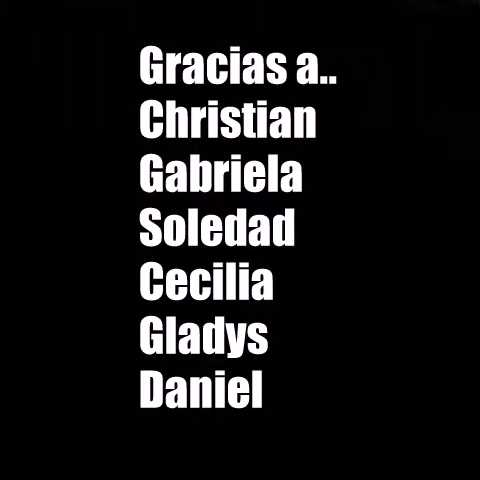 Gracias a..
Christian
Gabriela
Soledad
Cecilia
Gladys
Daniel